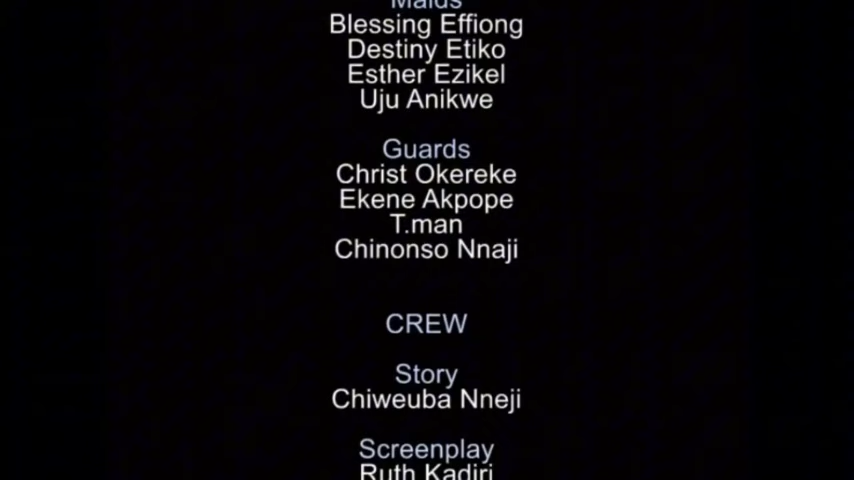 Maids
Blessing Effiong
Destiny Etiko
Esther Ezikel
Uju Anikwe
Guards
Christ Okereke
Ekene Akpope
T.man
Chinonso Nnaji
CREW
Story
Chiweuba Nneji
Screenplay
Ruth Kadiri